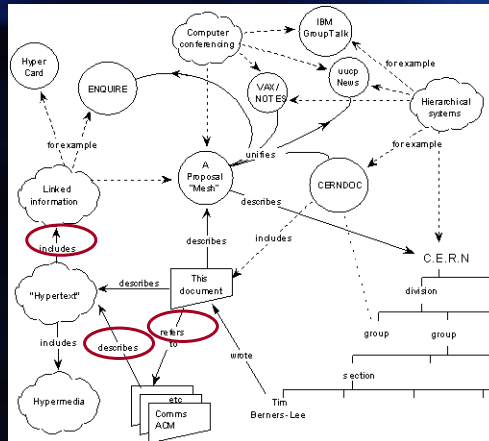 IBM
GroupTalk
Computer
conferencing
Hyper
Card
ENQUIRE
VAX/
NOTES
uucp
News
for example
Hierarchical
systems
for example
for example
unifies
A
Proposal
"Mesh"
CERNDOC
Linked
information
describes
includes
describes
includes
C.E.R.N
This
document
describes
"Hypertext"
division
refers
to
group
group
includes
describes
wrote
section
Hypermedia
etc
Comms
ACM
Tim
Berners-Lee